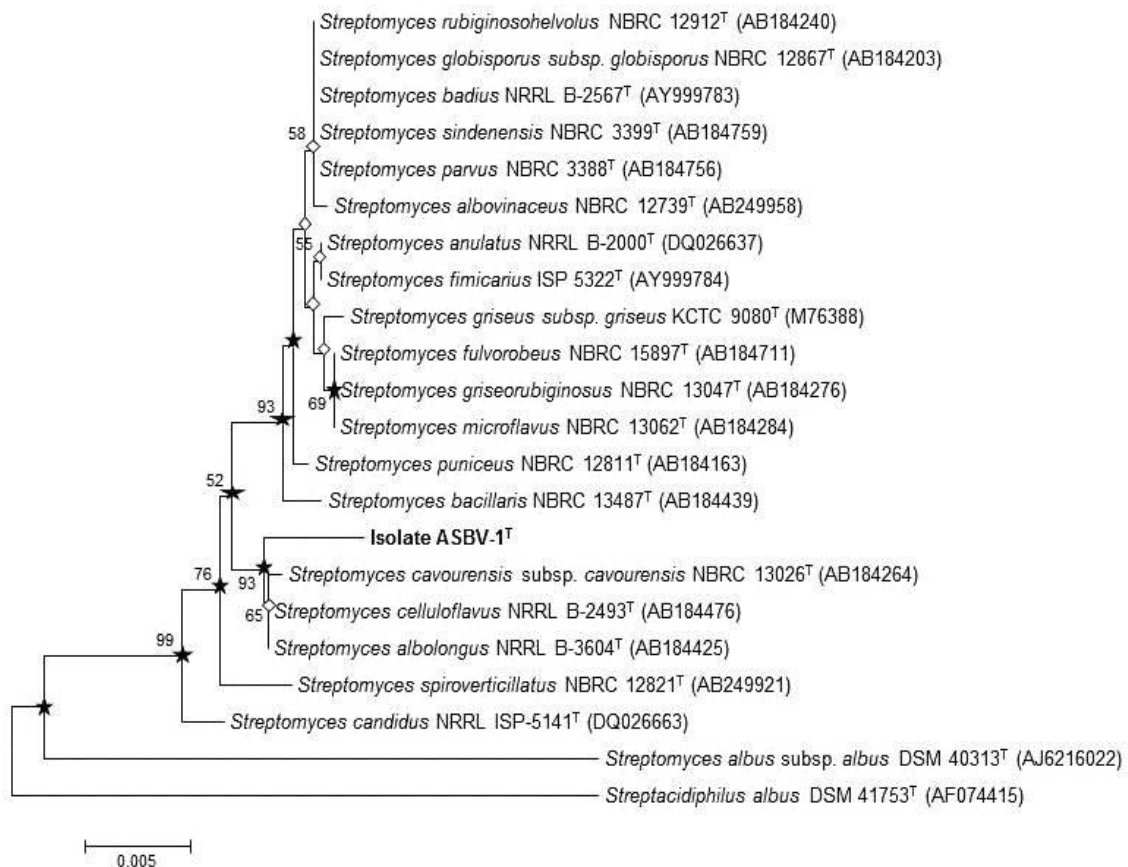 Streptomyces rubiginosohelvolus NBRC 12912T (AB184240)
Streptomyces globisporus subsp. globisporus NBRC 12867T (AB184203)
Streptomyces badius NRRL B-2567T (AY999783)
58
Streptomyces sindenensis NBRC 3399T (AB184759)
Streptomyces parvus NBRC 3388T (AB184756)
Streptomyces albovinaceus NBRC 12739T (AB249958)
55
Streptomyces anulatus NRRL B-2000T (DQ026637)
Streptomyces fimicarius ISP 5322T (AY999784)
Streptomyces griseus subsp. griseus KCTC 9080T (M76388)
Streptomyces fulvorobeus NBRC 15897T (AB184711)
Streptomyces griseorubiginosus NBRC 13047T (AB184276)
69
93
Streptomyces microflavus NBRC 13062T (AB184284)
Streptomyces puniceus NBRC 12811T (AB184163)
52
Streptomyces bacillaris NBRC 13487T (AB184439)
Isolate ASBV-1T
76
93
Streptomyces cavourensis subsp. cavourensis NBRC 13026T (AB184264)
Streptomyces celluloflavus NRRL B-2493T (AB184476)
65
99
Streptomyces albolongus NRRL B-3604T (AB184425)
Streptomyces spiroverticillatus NBRC 12821T (AB249921)
Streptomyces candidus NRRL ISP-5141T (DQ026663)
Streptomyces albus subsp. albus DSM 40313T (AJ6216022)
Streptacidiphilus albus DSM 41753T (AF074415)
0.005